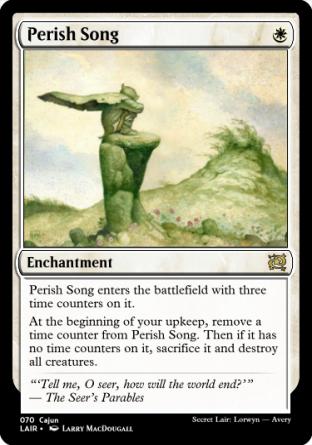 Perish Song
Enchantment
Perish Song enters the battlefield with three
time counters on it.
At the beginning of your upkeep, remove a
time counter from Perish Song. Then if it has
no time counters on it, sacrifice it and destroy
all creatures.
“‘Tell me, O seer, how will the world end?’”
— The Seer's Parables
070 Cajun
Secret Lair: Lorwyn — Avery
LAIR • Larry MacDougall